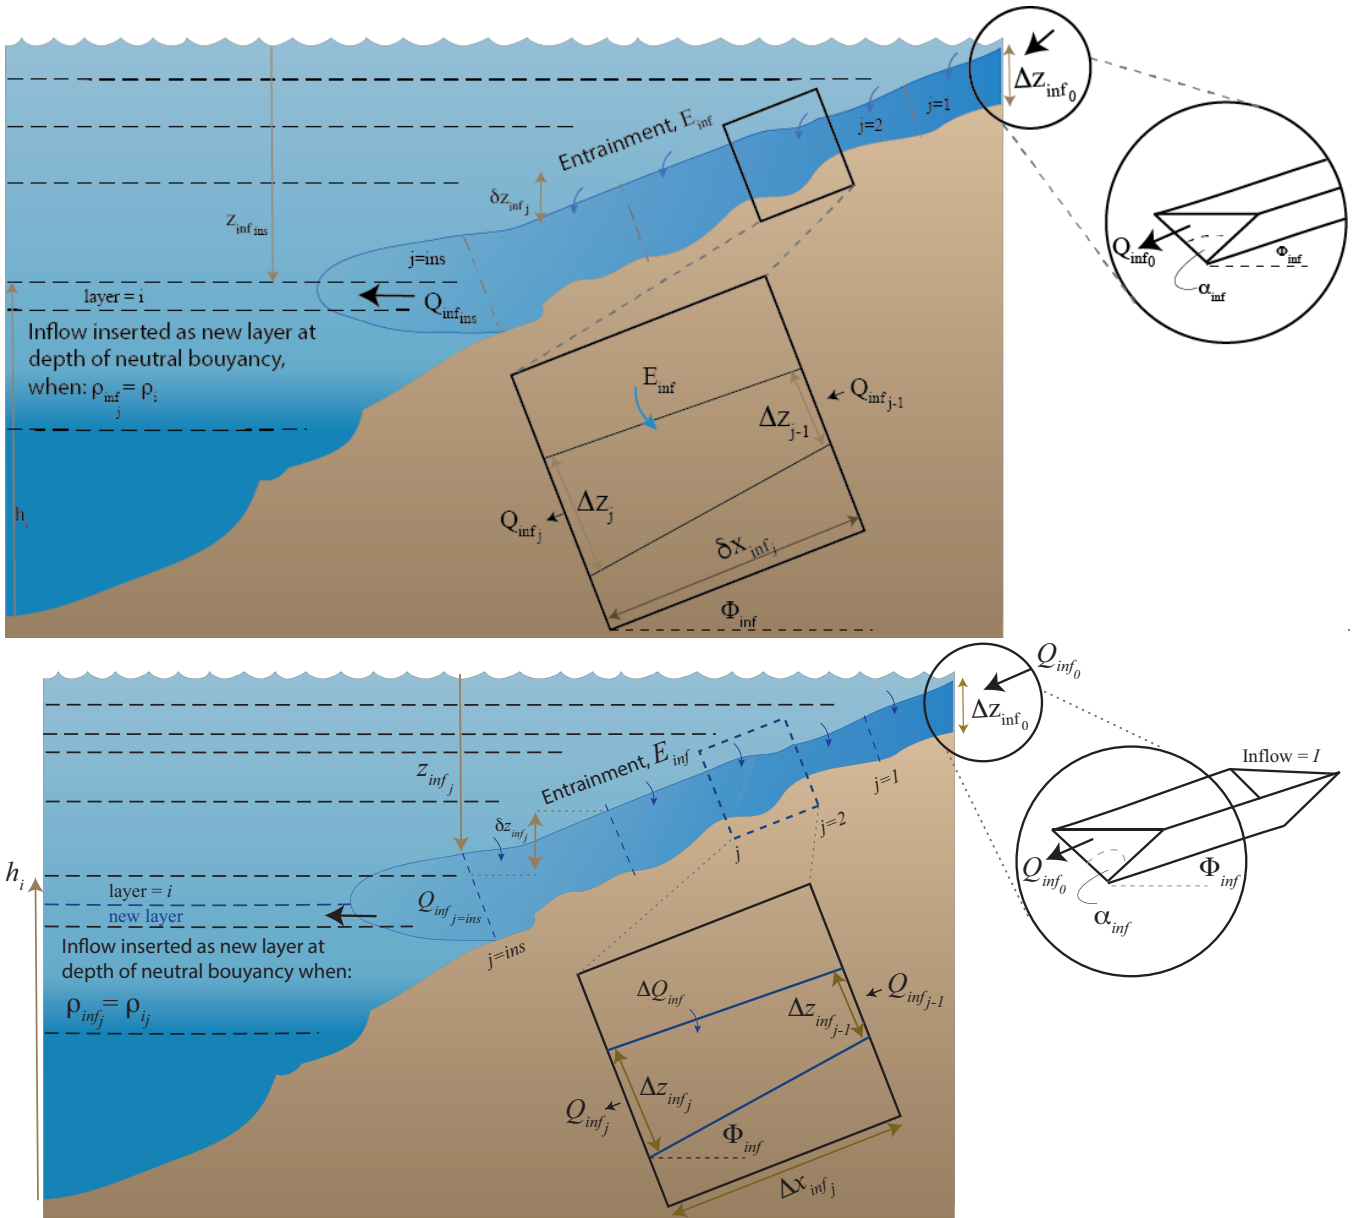 Δz_inf_0
j=1
j=2
Entrainment, E_inf
δz_inf_j
z_inf_ins
j=ins
layer = i
Q_inf_ins
Inflow inserted as new layer at
depth of neutral bouyancy,
when: ρ_inf_j = ρ_i
h_i
Q_inf_0
Φ_inf
α_inf
E_inf
Q_inf_j-1
Δz_j-1
Δz_j
Q_inf_j
δx_inf_j
Φ_inf
Q_inf_0
Δz_inf_0
Inflow = I
z_inf_j
Entrainment, E_inf
j=1
j=2
δz_inf_j
j
h_i
layer = i
new layer
Q_inf_j=ins
j=ins
Inflow inserted as new layer at
depth of neutral bouyancy when:
ρ_inf_j = ρ_i_j
Q_inf_0
Φ_inf
α_inf
ΔQ_inf
Q_inf_j-1
Δz_inf_j-1
Δz_inf_j
Q_inf_j
Φ_inf
Δx_inf_j